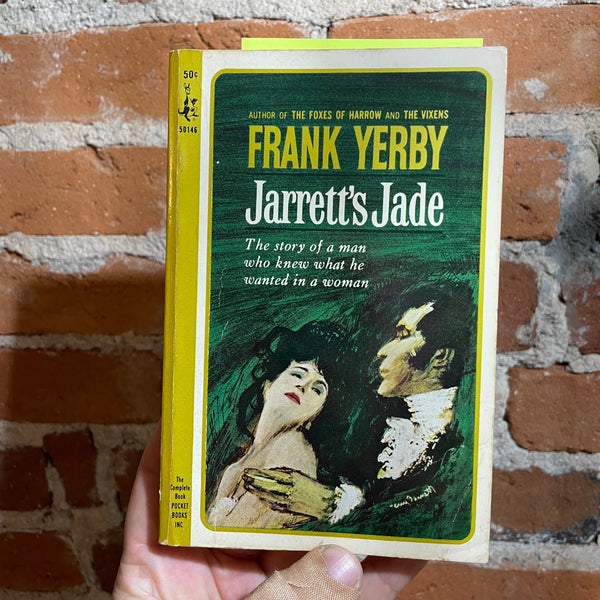 50¢
50146
AUTHOR OF THE FOXES OF HARROW AND THE VIXENS
FRANK YERBY
Jarrett's Jade
The story of a man
who knew what he
wanted in a woman
The
Complete
Book
POCKET
BOOKS
INC